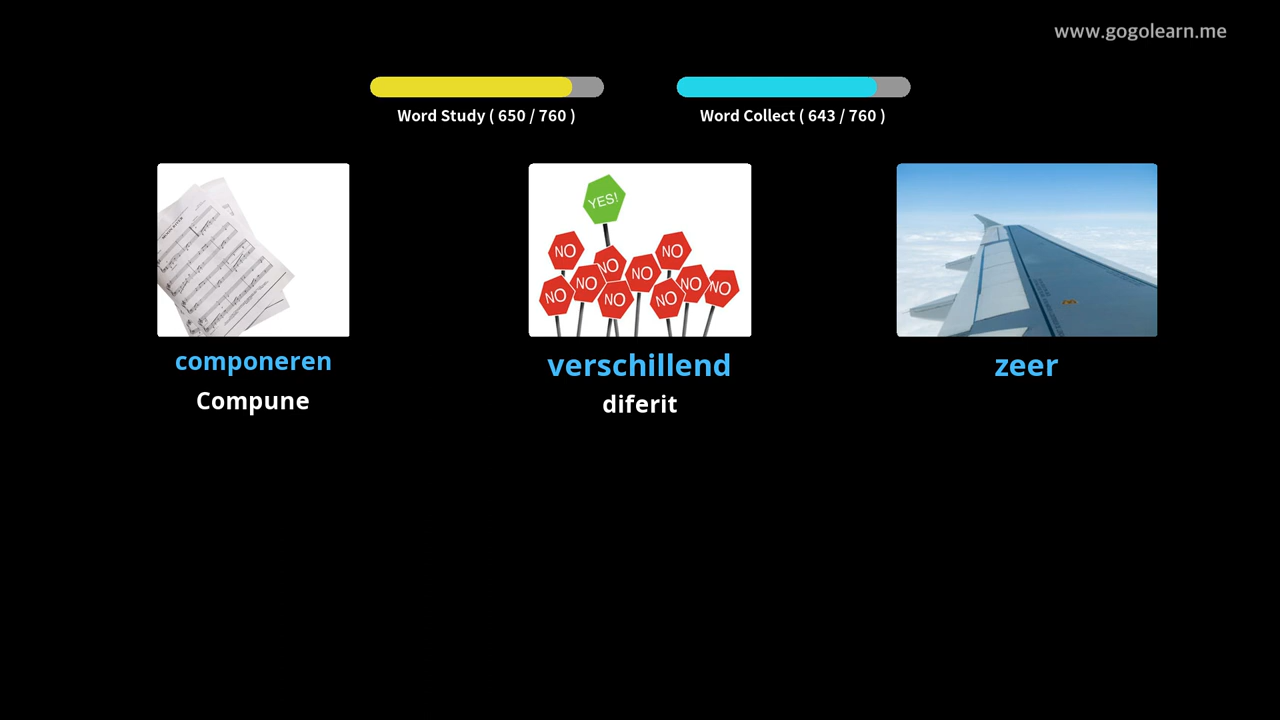 www.gogolearn.me
Word Study ( 650 / 760 )
Word Collect ( 643 / 760 )
YES!
NO
NO
NO
NO
NO
NO
NO
NO
NO
NO
componeren
verschillend
zeer
Compune
diferit